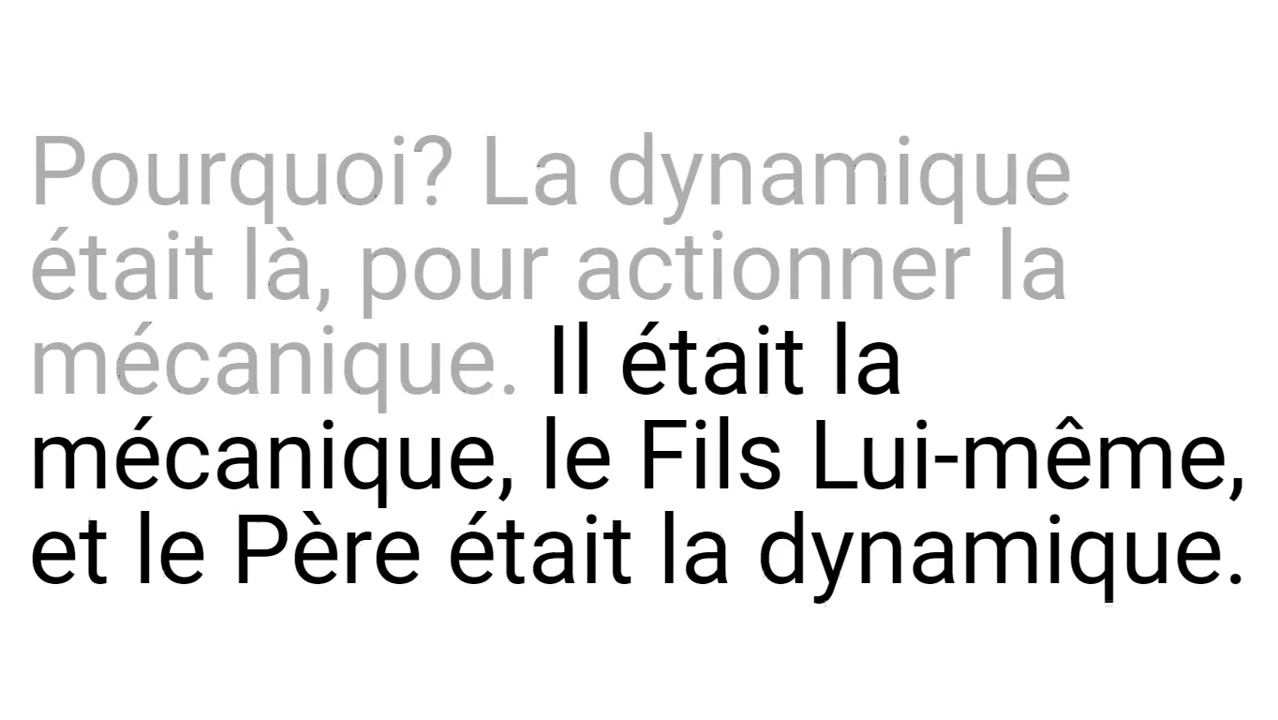 Pourquoi? La dynamique
était là, pour actionner la
mécanique. Il était la
mécanique, le Fils Lui-même,
et le Père était la dynamique.